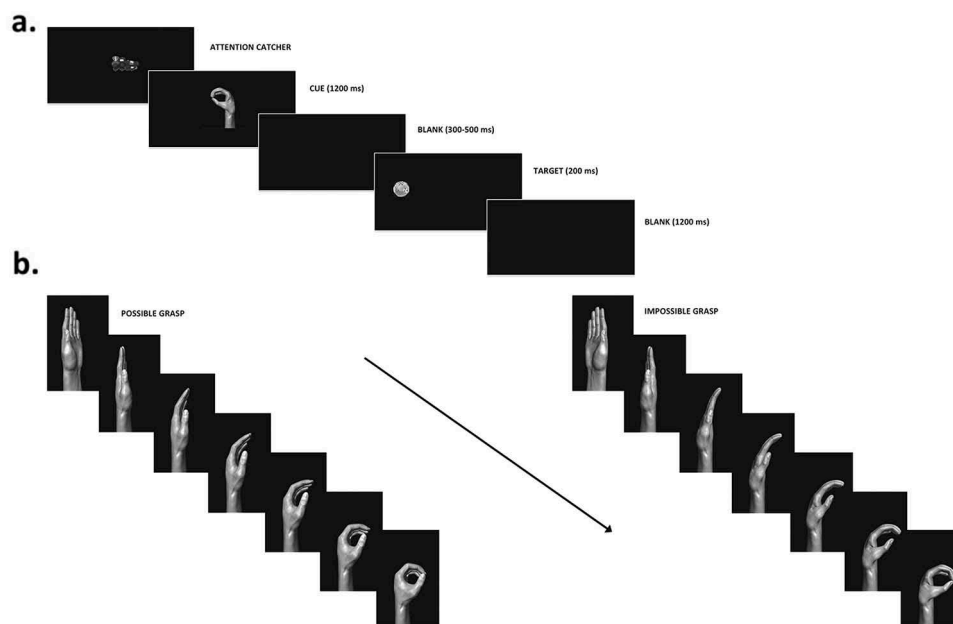 a.
ATTENTION CATCHER
CUE (1200 ms)
BLANK (300-500 ms)
TARGET (200 ms)
BLANK (1200 ms)
b.
POSSIBLE GRASP
IMPOSSIBLE GRASP